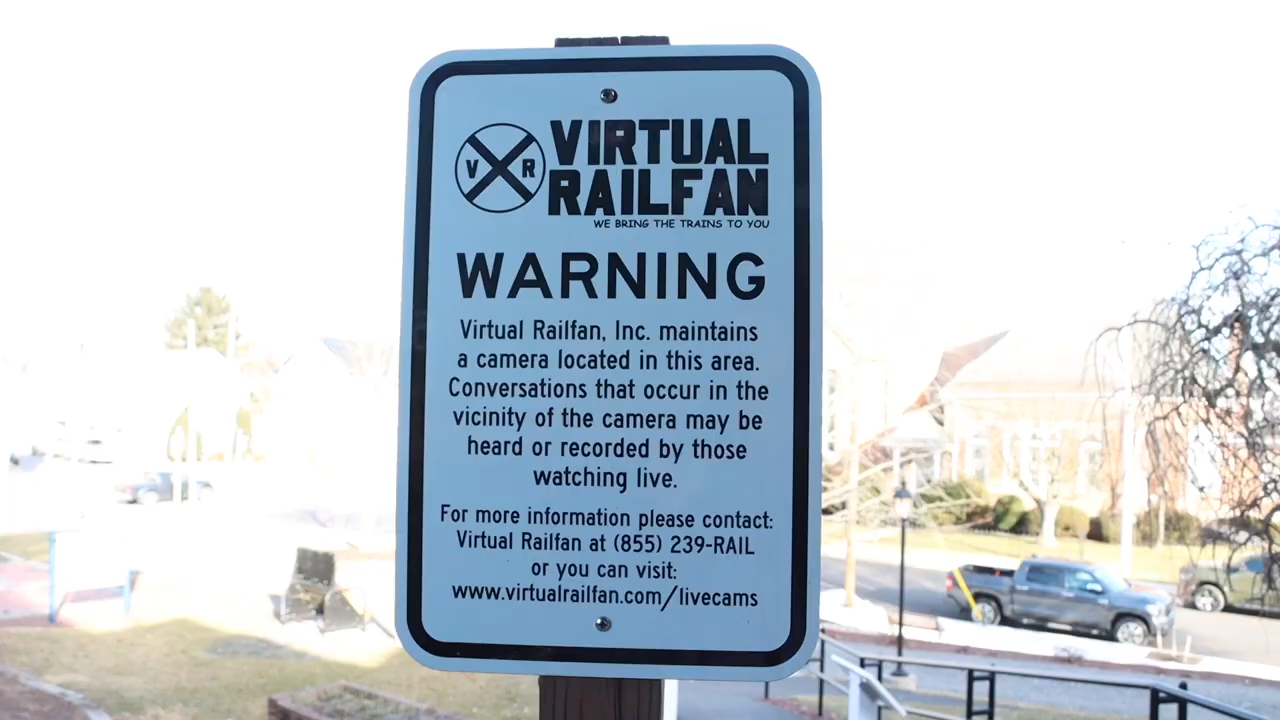 V R
VIRTUAL
RAILFAN
WE BRING THE TRAINS TO YOU
WARNING
Virtual Railfan, Inc. maintains
a camera located in this area.
Conversations that occur in the
vicinity of the camera may be
heard or recorded by those
watching live.
For more information please contact:
Virtual Railfan at (855) 239-RAIL
or you can visit:
www.virtualrailfan.com/livecams